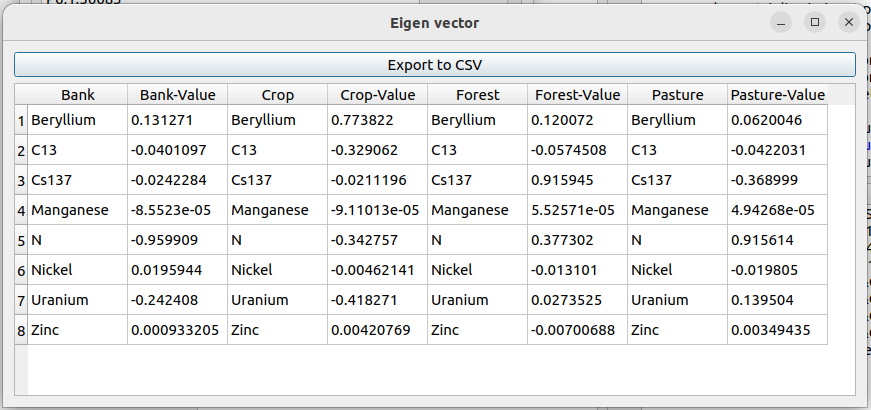 Eigen vector
Export to CSV
Bank Bank-Value Crop Crop-Value Forest Forest-Value Pasture Pasture-Value
1 Beryllium 0.131271 Beryllium 0.773822 Beryllium 0.120072 Beryllium 0.0620046
2 C13 -0.0401097 C13 -0.329062 C13 -0.0574508 C13 -0.0422031
3 Cs137 -0.0242284 Cs137 -0.0211196 Cs137 0.915945 Cs137 -0.368999
4 Manganese -8.5523e-05 Manganese -9.11013e-05 Manganese 5.52571e-05 Manganese 4.94268e-05
5 N -0.959909 N -0.342757 N 0.377302 N 0.915614
6 Nickel 0.0195944 Nickel -0.00462141 Nickel -0.013101 Nickel -0.019805
7 Uranium -0.242408 Uranium -0.418271 Uranium 0.0273525 Uranium 0.139504
8 Zinc 0.000933205 Zinc 0.00420769 Zinc -0.00700688 Zinc 0.00349435